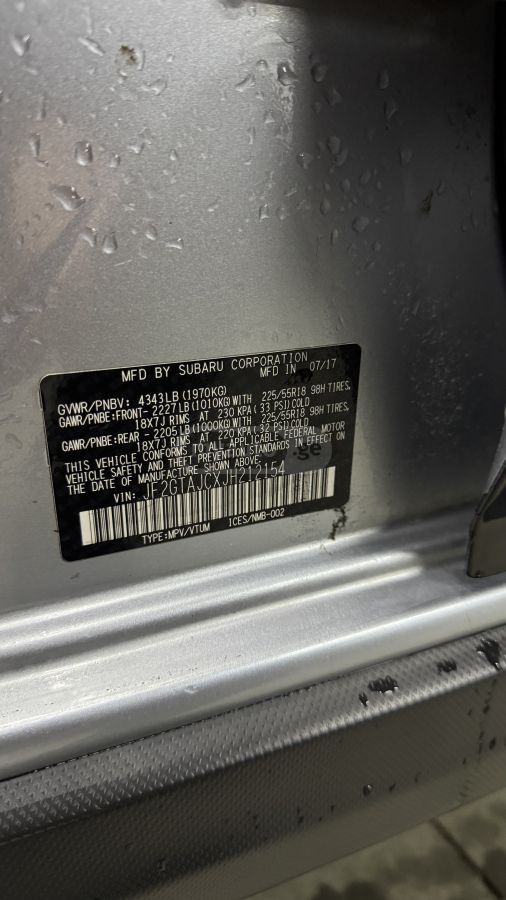 MFD BY SUBARU CORPORATION
MFD IN 07/17
GVWR/PNBV: 4343LB(1970KG)
GAWR/PNBE:FRONT- 2227LB(1010KG)WITH 225/55R18 98H TIRES,
18X7J RIMS AT 230 KPA(33 PSI)COLD
GAWR/PNBE:REAR - 2205LB(1000KG)WITH 225/55R18 98H TIRES,
18X7J RIMS AT 220 KPA(32 PSI)COLD
THIS VEHICLE CONFORMS TO ALL APPLICABLE FEDERAL MOTOR
VEHICLE SAFETY AND THEFT PREVENTION STANDARDS IN EFFECT ON
THE DATE OF MANUFACTURE SHOWN ABOVE.
.ge
VIN: JF2GTAJCXJH212154
TYPE:MPV/VTUM ICES/NMB-002